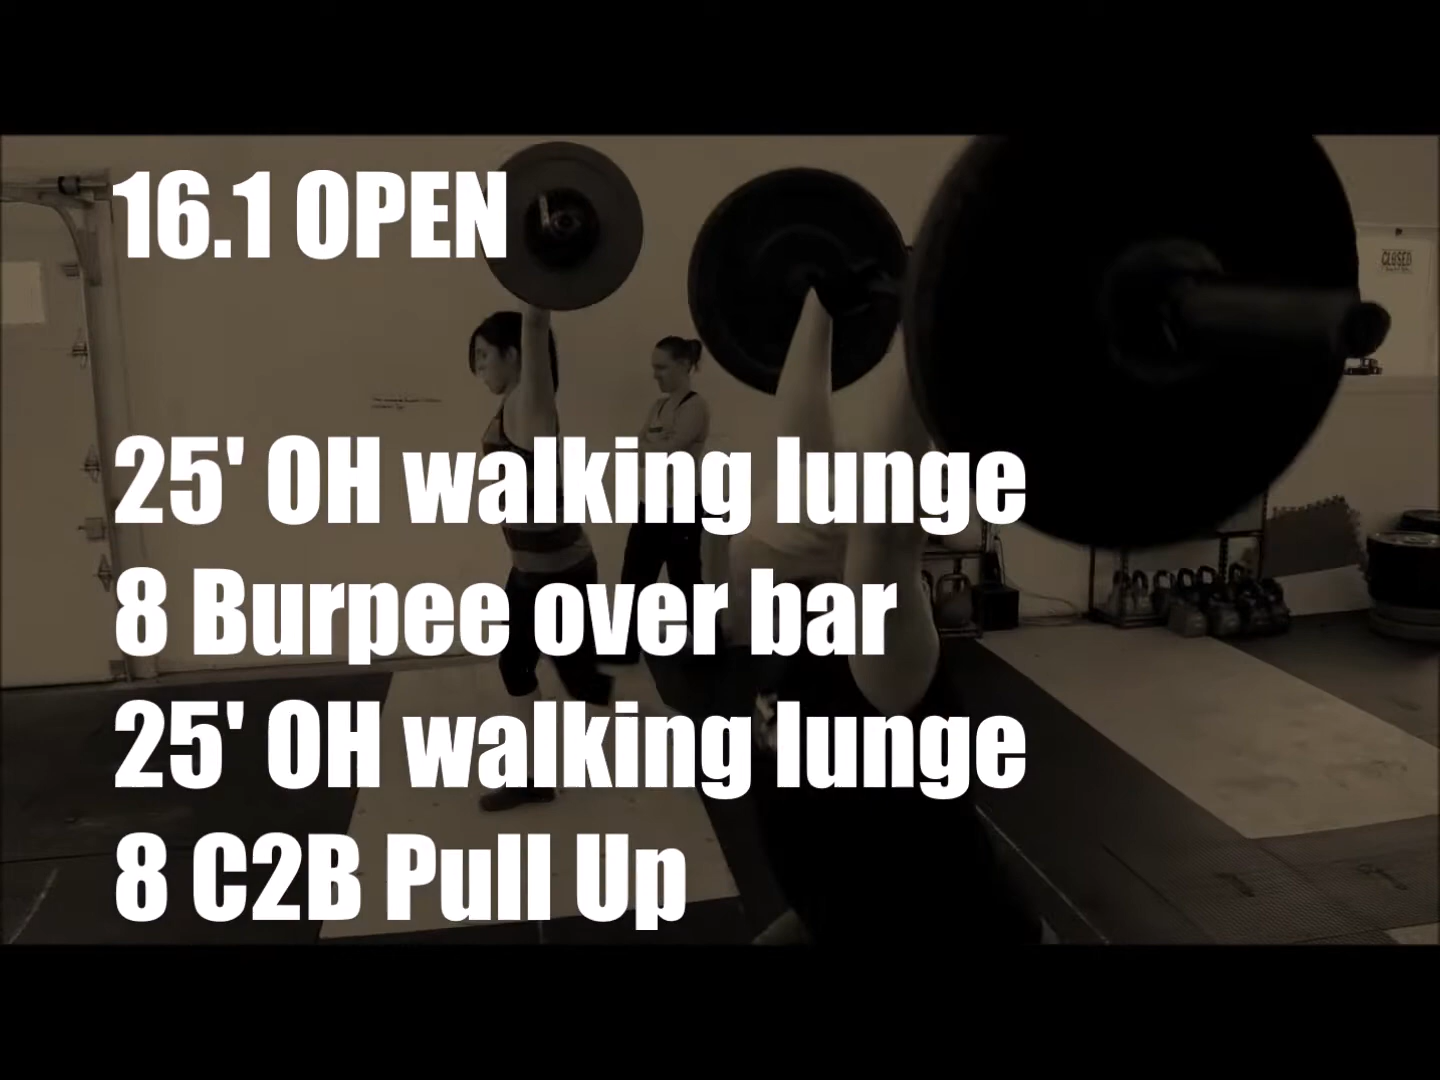 16.1 OPEN
CLOSED
25' OH walking lunge
8 Burpee over bar
25' OH walking lunge
8 C2B Pull Up